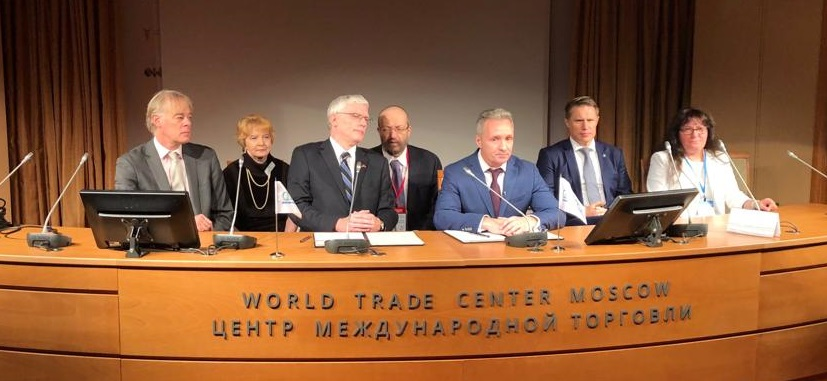 WORLD TRADE CENTER MOSCOW
ЦЕНТР МЕЖДУНАРОДНОЙ ТОРГОВЛИ